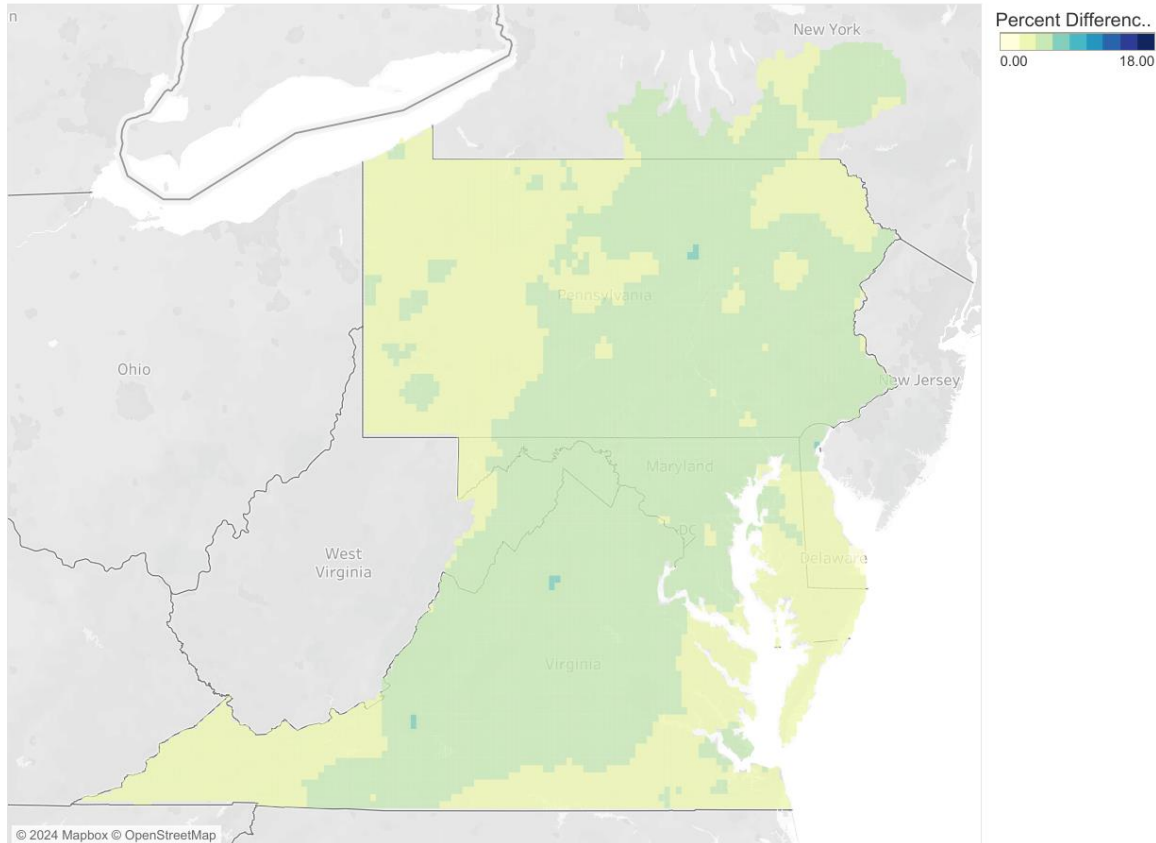 n
New York
Percent Differenc..
0.00
18.00
Pennsylvania
Ohio
New Jersey
Maryland
DC
West
Virginia
Delaware
Virginia
© 2024 Mapbox © OpenStreetMap